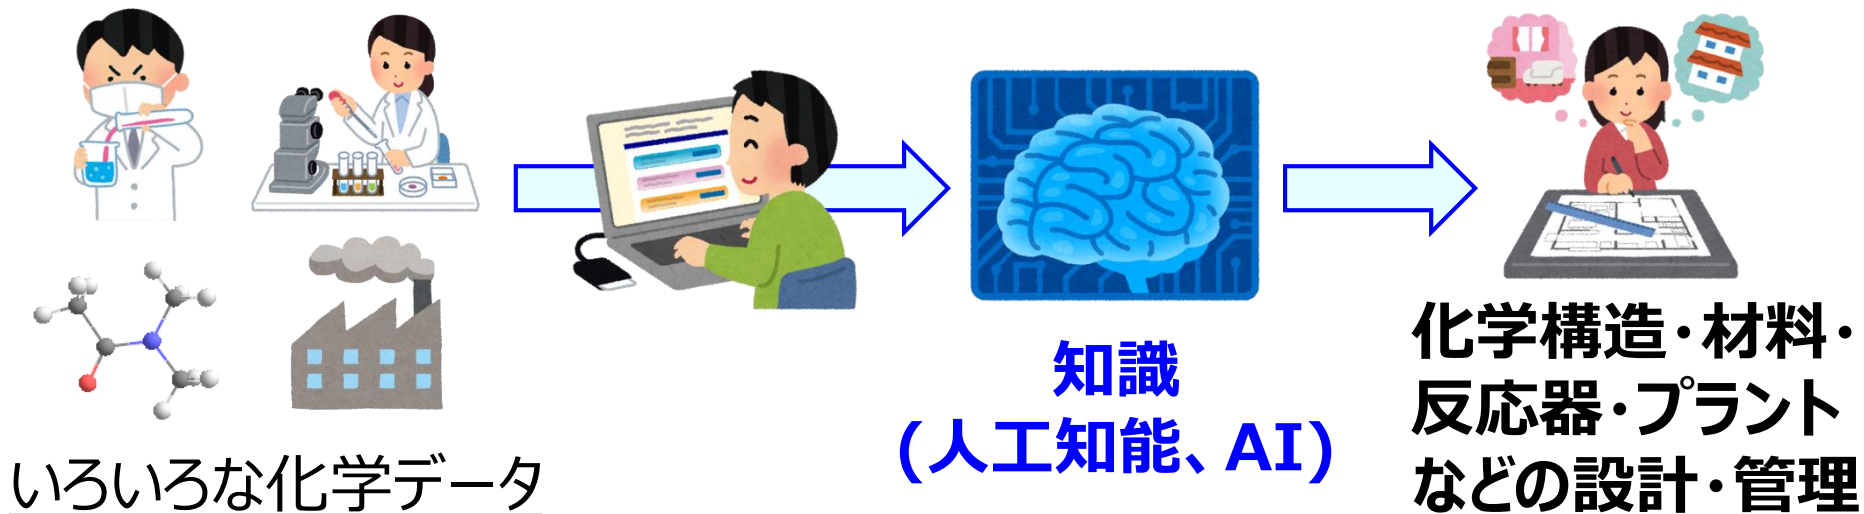 いろいろな化学データ
知識
(人工知能、AI)
化学構造・材料・
反応器・プラント
などの設計・管理